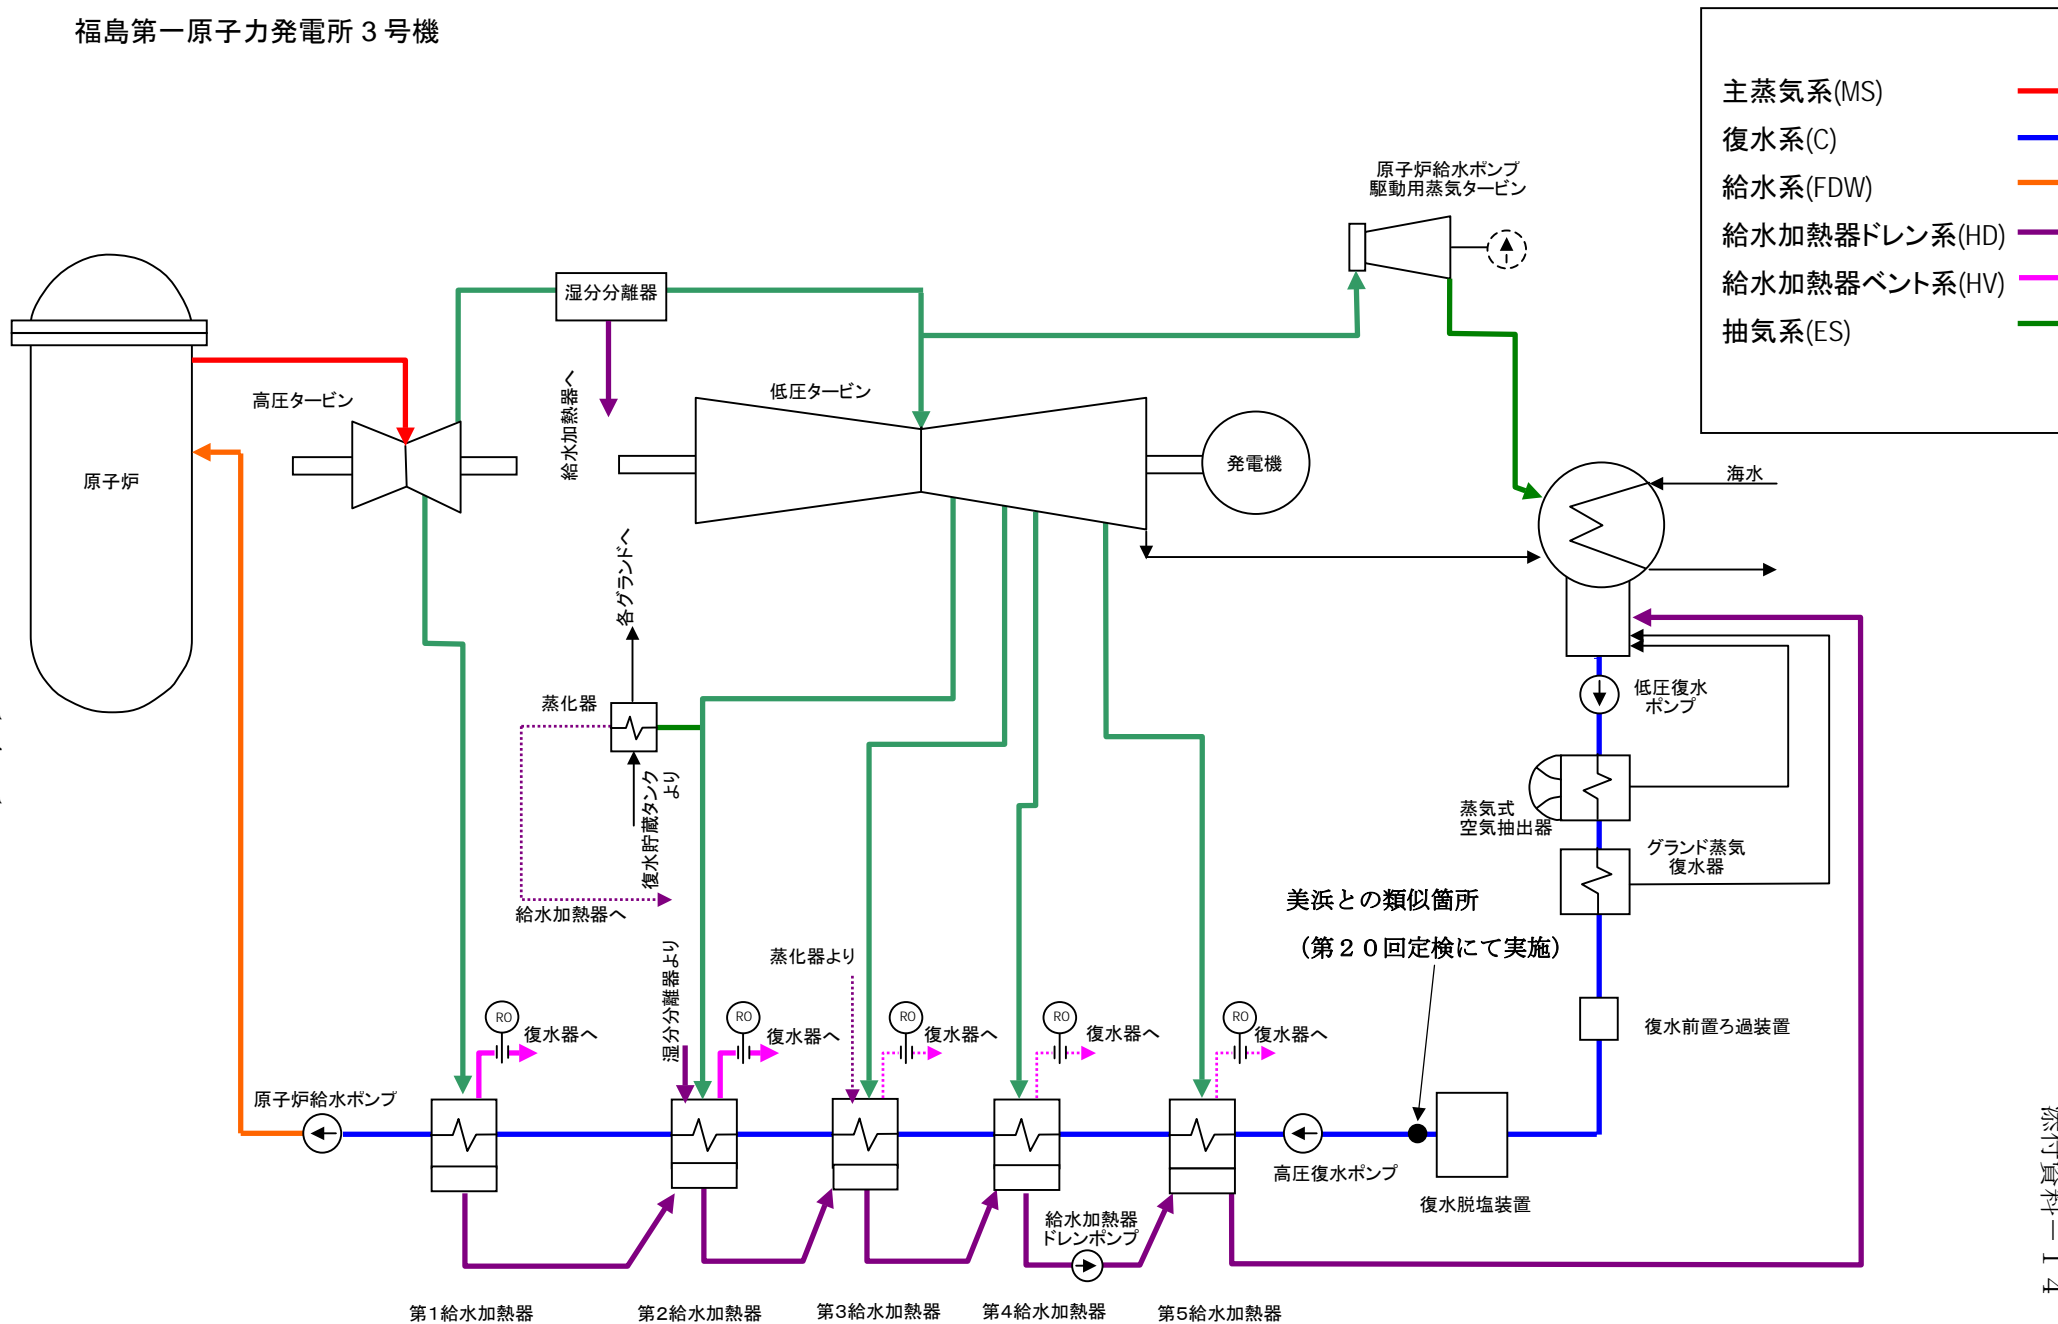 福島第一原子力発電所３号機
主蒸気系(MS)
復水系(C)
給水系(FDW)
給水加熱器ドレン系(HD)
給水加熱器ベント系(HV)
抽気系(ES)
原子炉給水ポンプ
駆動用蒸気タービン
湿分分離器
給水加熱器へ
高圧タービン
低圧タービン
原子炉
発電機
海水
各グランドへ
蒸化器
復水貯蔵タンク
より
給水加熱器へ
低圧復水
ポンプ
蒸気式
空気抽出器
グランド蒸気
復水器
美浜との類似箇所
（第２０回定検にて実施）
湿分分離器より
蒸化器より
RO
復水器へ
RO
復水器へ
RO
復水器へ
RO
復水器へ
RO
復水器へ
復水前置ろ過装置
原子炉給水ポンプ
高圧復水ポンプ
復水脱塩装置
給水加熱器
ドレンポンプ
第1給水加熱器
第2給水加熱器
第3給水加熱器
第4給水加熱器
第5給水加熱器
添付資料－１４